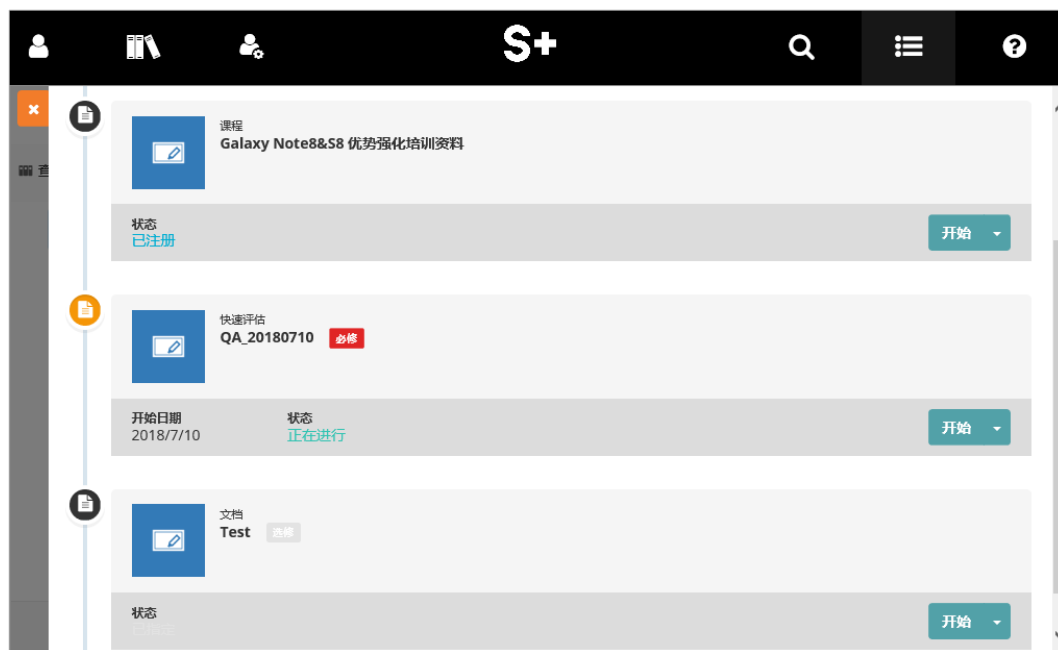 S+
查
课程
Galaxy Note8&S8 优势强化培训资料
状态
已注册
开始
快速评估
QA_20180710 必修
开始日期 状态
2018/7/10 正在进行
开始
文档
Test 选修
状态
开始